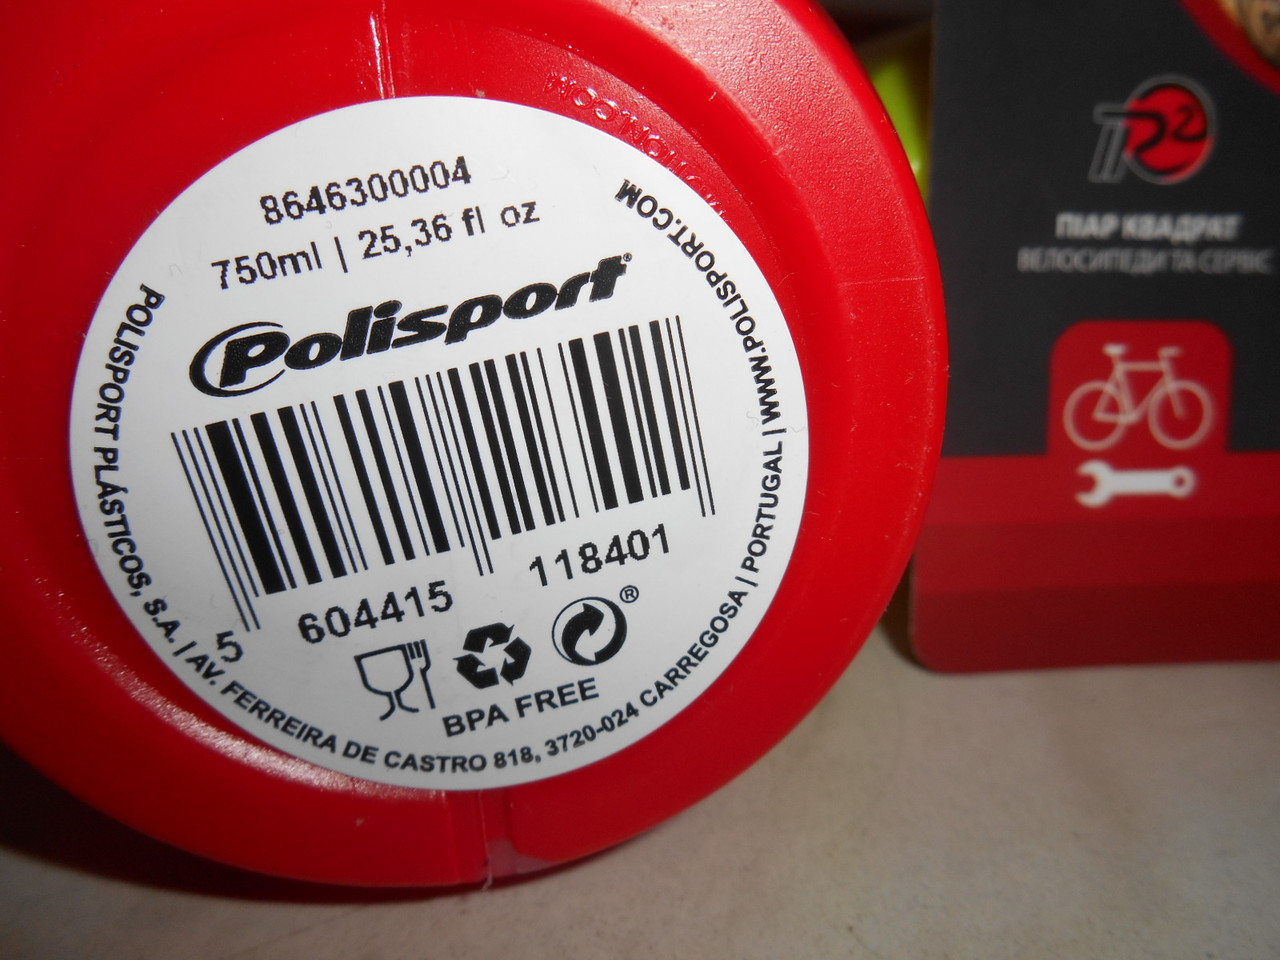 8646300004
750ml | 25,36 fl oz
Polisport®
5 604415 118401
®
BPA FREE
POLISPORT PLÁSTICOS, S.A. | AV. FERREIRA DE CASTRO 818, 3720-024 CARREGOSA | PORTUGAL | WWW.POLISPORT.COM
R2
ПІАР КВАДРАТ
ВЕЛОСИПЕДИ ТА СЕРВІС